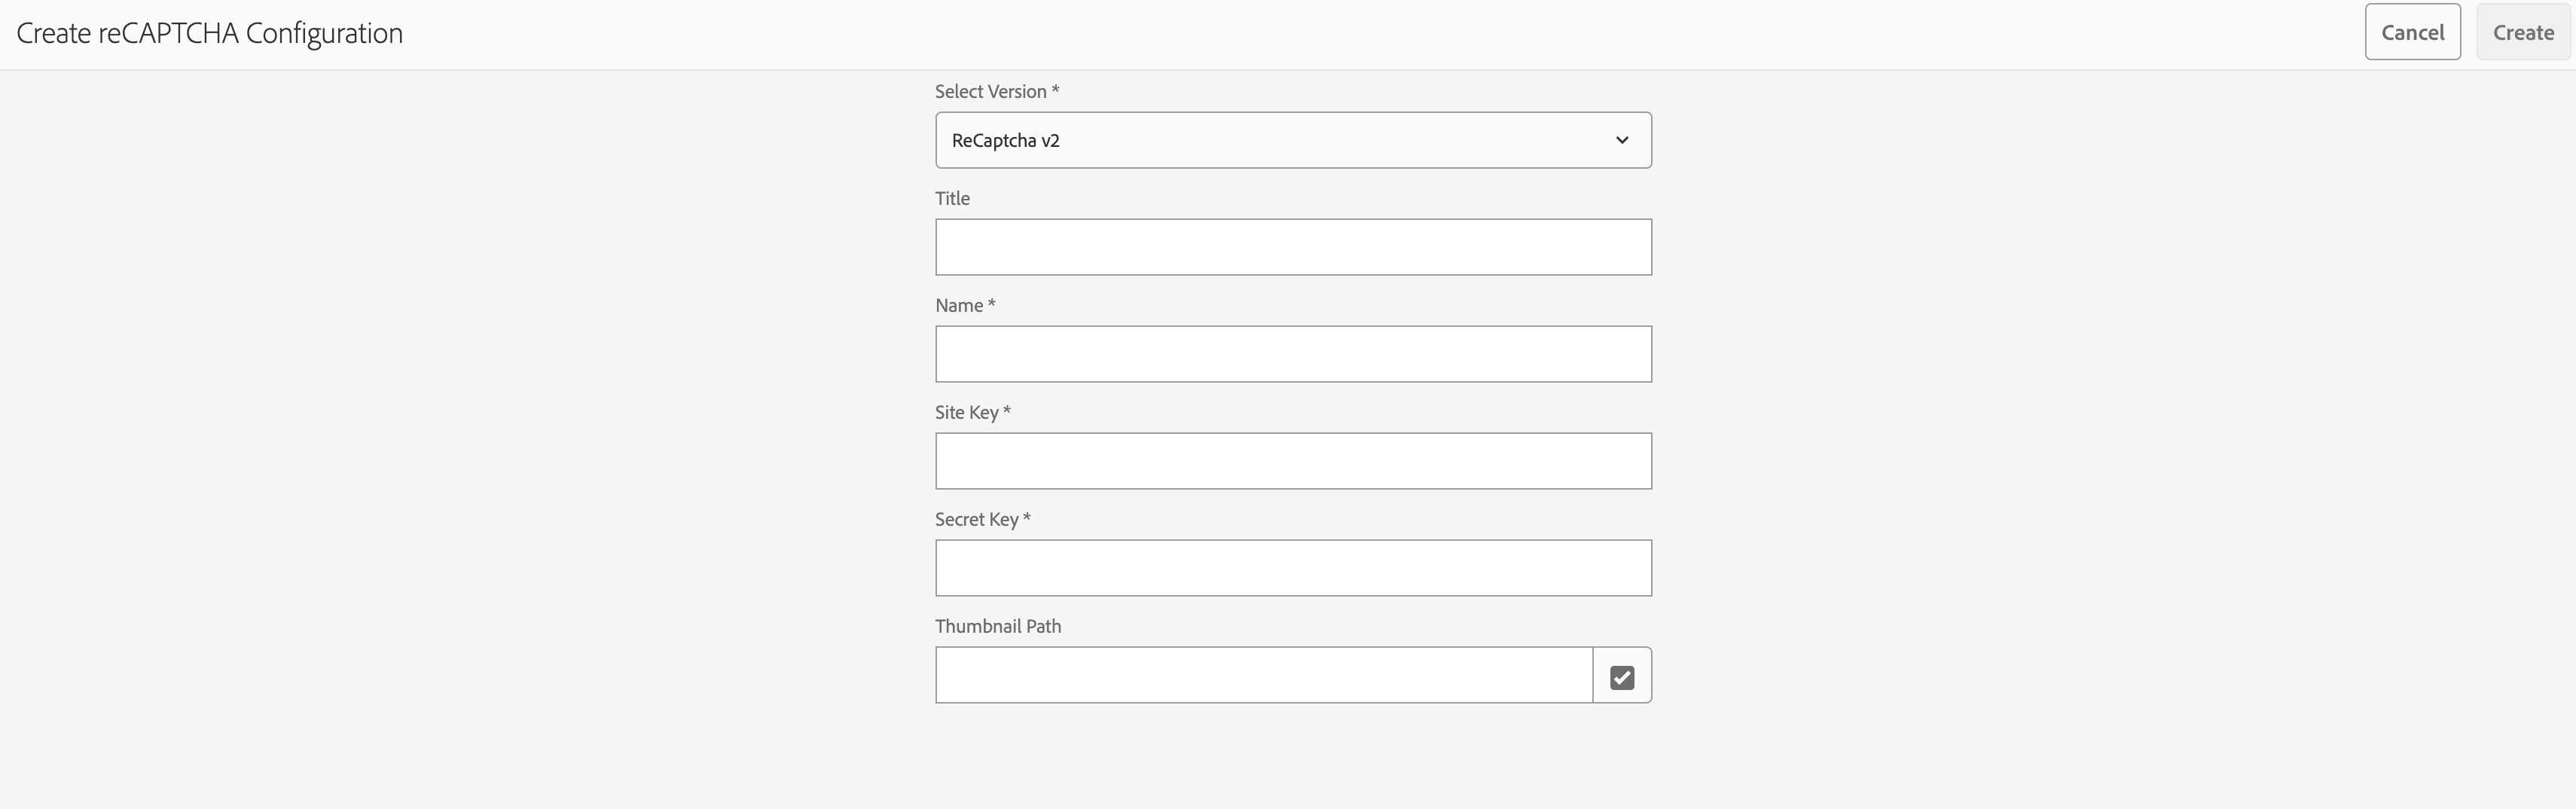 Create reCAPTCHA Configuration
Cancel
Create
Select Version *
ReCaptcha v2
Title
Name *
Site Key *
Secret Key *
Thumbnail Path